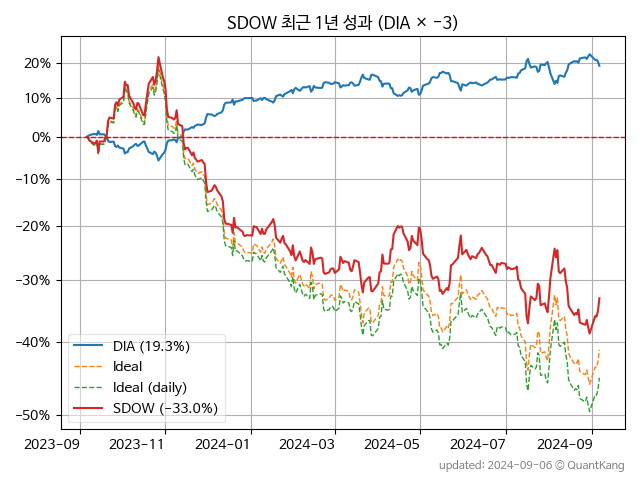 SDOW 최근 1년 성과 (DIA × −3)
20%
10%
0%
−10%
−20%
−30%
−40%
−50%
DIA (19.3%)
Ideal
Ideal (daily)
SDOW (−33.0%)
2023-09
2023-11
2024-01
2024-03
2024-05
2024-07
2024-09
updated: 2024-09-06 © QuantKang